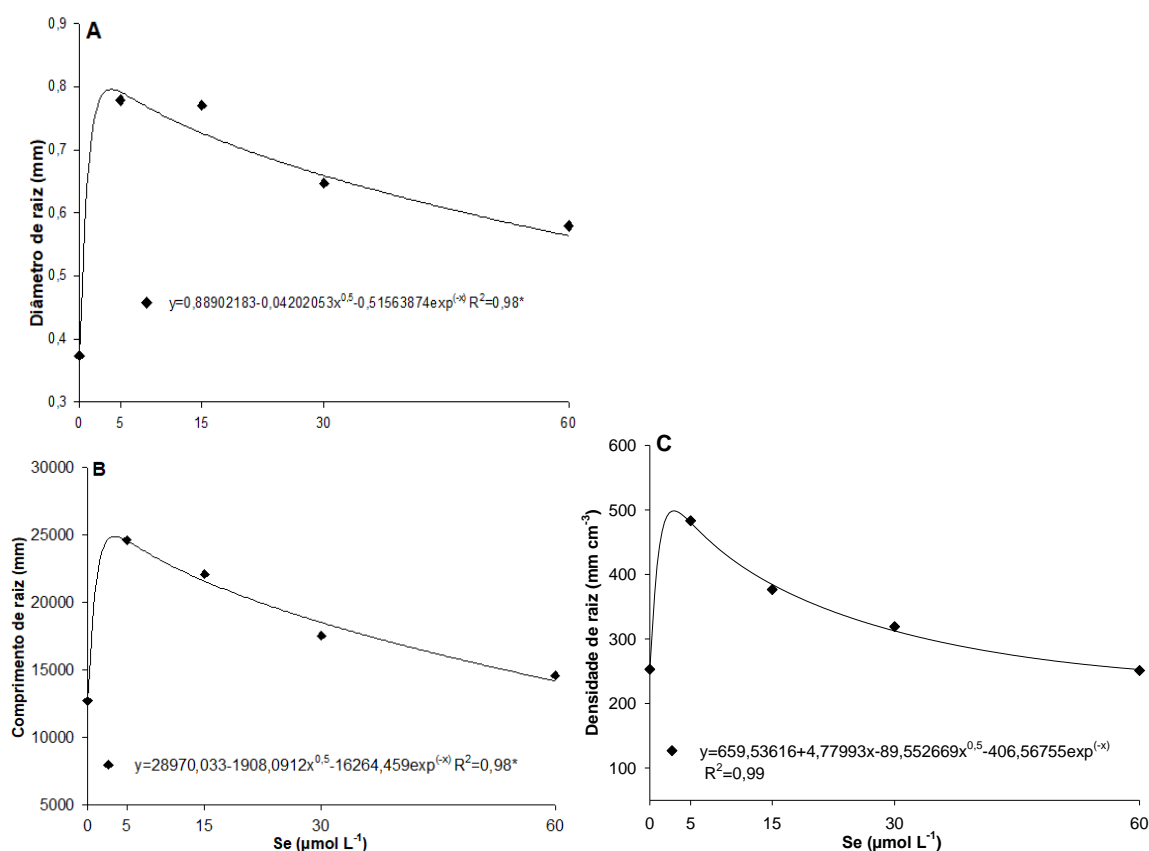 A
Diâmetro de raiz (mm)
0,9
0,8
0,7
0,6
0,5
0,4
0,3
y=0,88902183-0,04202053x^0,5-0,51563874exp^(-x) R^2=0,98*
0 5 15 30 60
B
Comprimento de raiz (mm)
30000
25000
20000
15000
10000
5000
y=28970,033-1908,0912x^0,5-16264,459exp^(-x) R^2=0,98*
0 5 15 30 60
Se (µmol L^-1)
C
Densidade de raiz (mm cm^-3)
600
500
400
300
200
100
y=659,53616+4,77993x-89,552669x^0,5-406,56755exp^(-x)
R^2=0,99
0 5 15 30 60
Se (µmol L^-1)